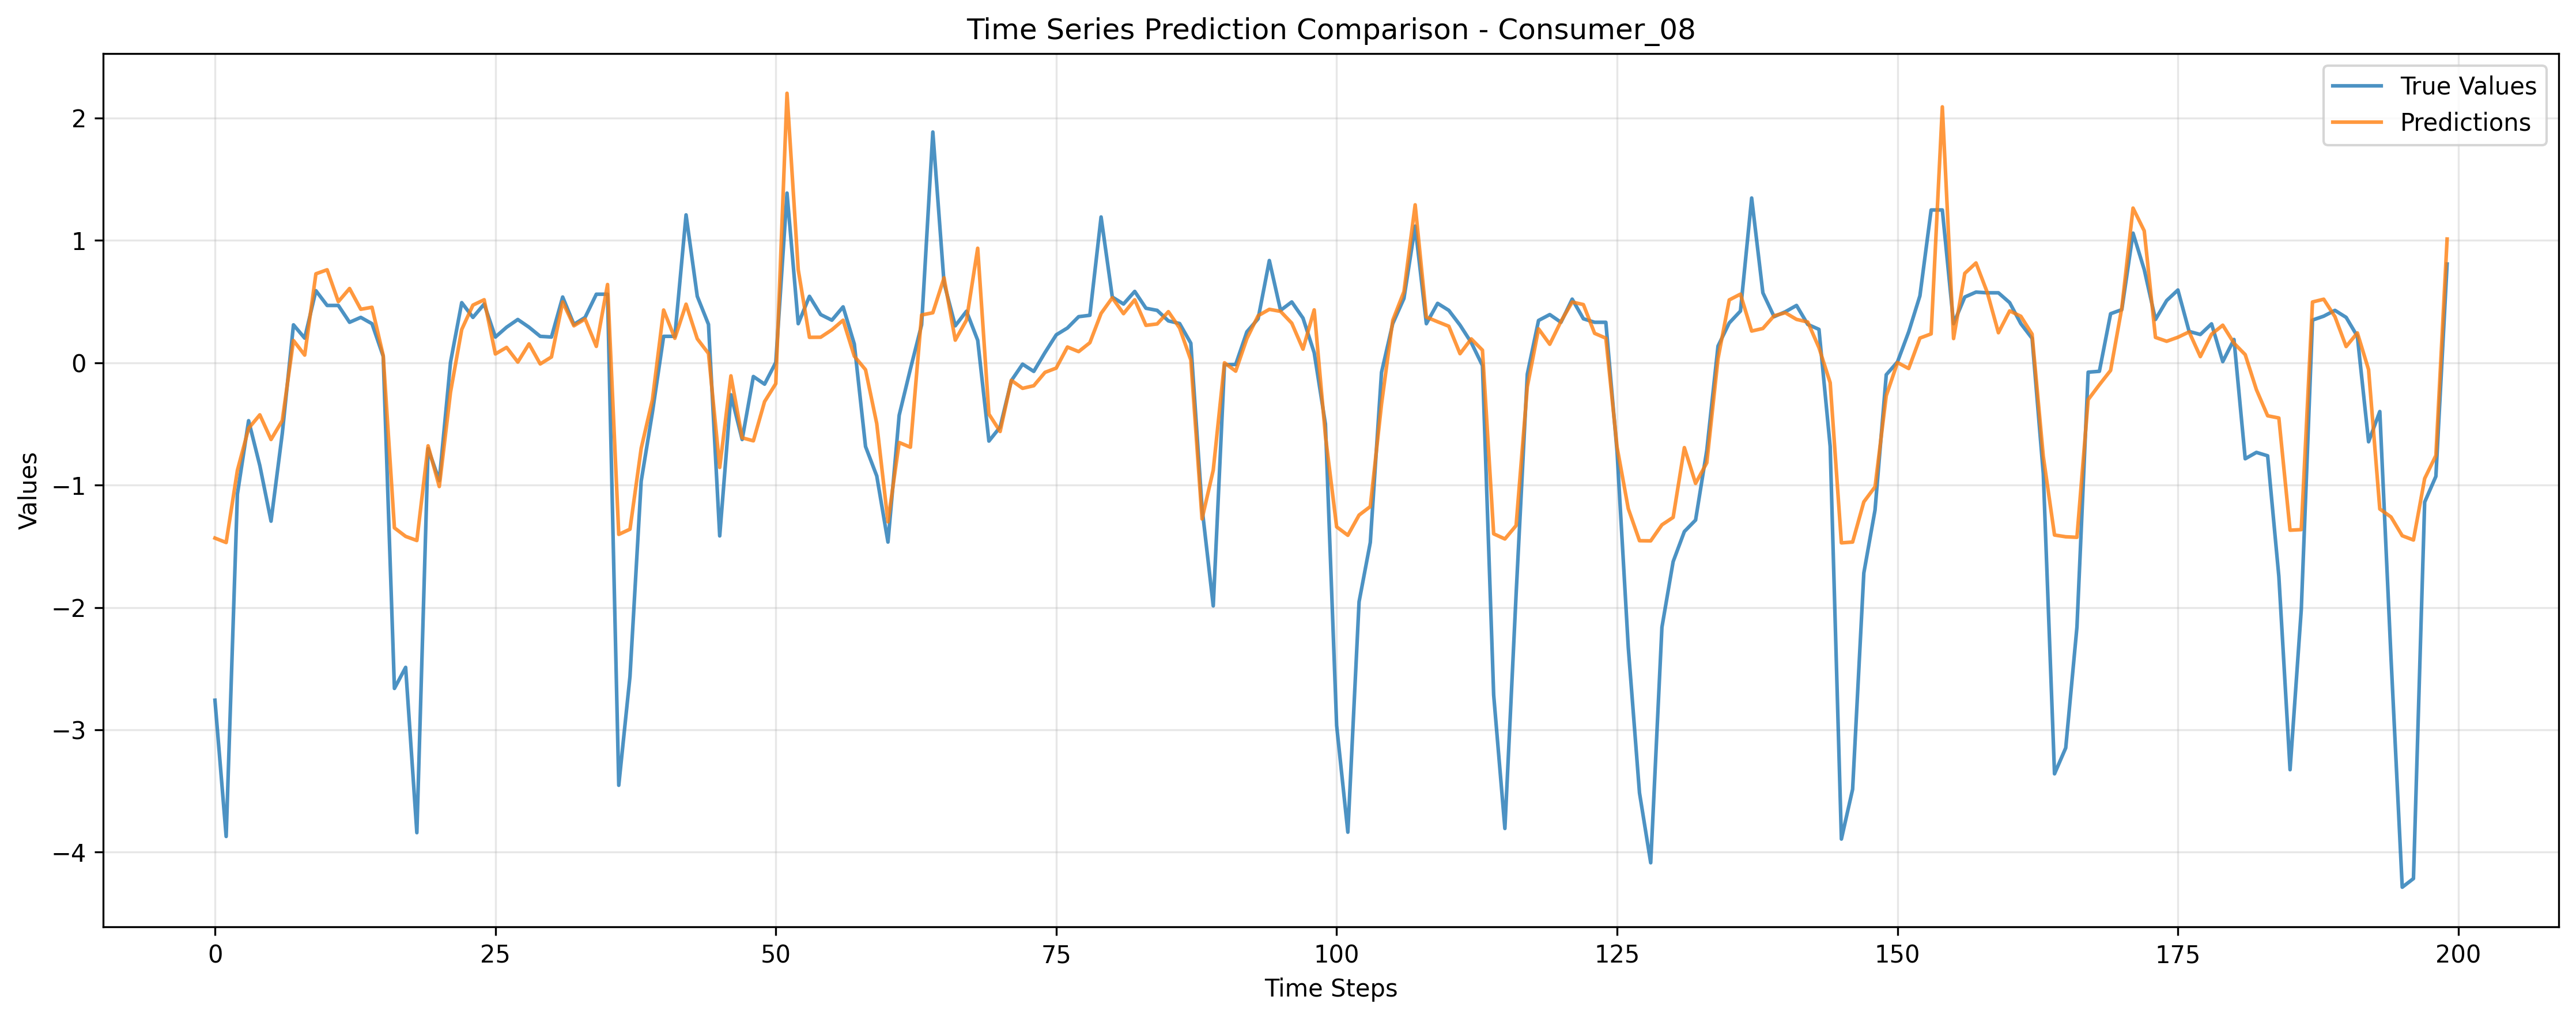 Time Series Prediction Comparison - Consumer_08
True Values
Predictions
Values
2
1
0
−1
−2
−3
−4
0 25 50 75 100 125 150 175 200
Time Steps